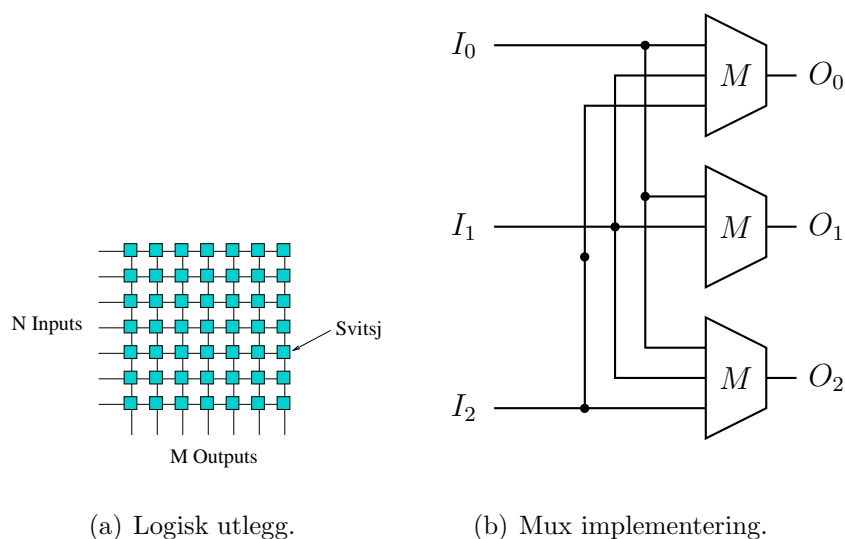 N Inputs
Svitsj
M Outputs
(a) Logisk utlegg.
I₀
M
O₀
I₁
M
O₁
I₂
M
O₂
(b) Mux implementering.